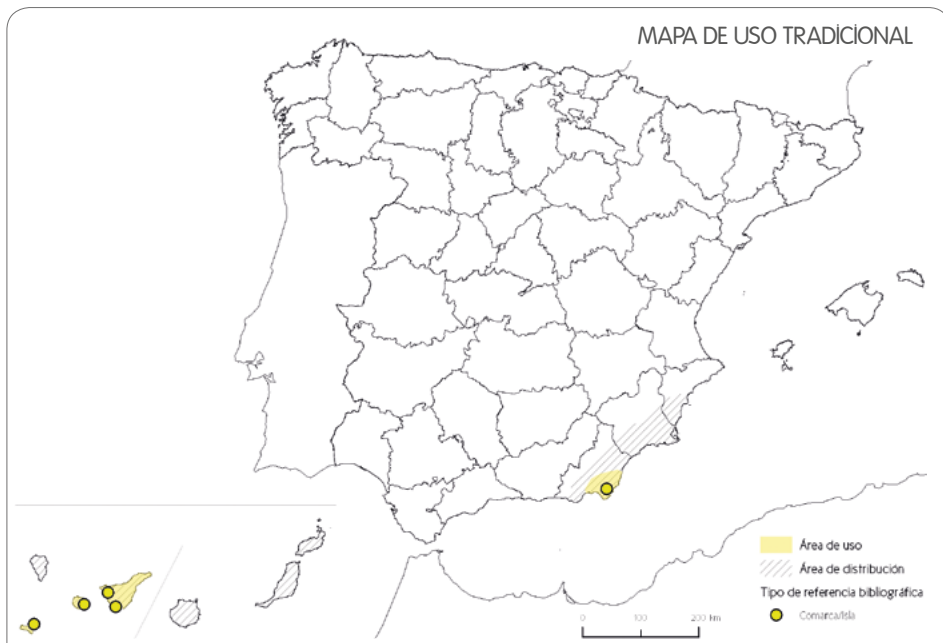 MAPA DE USO TRADICIONAL
Área de uso
Área de distribución
Tipo de referencia bibliográfica
Comarca/Isla
0 100 200 km